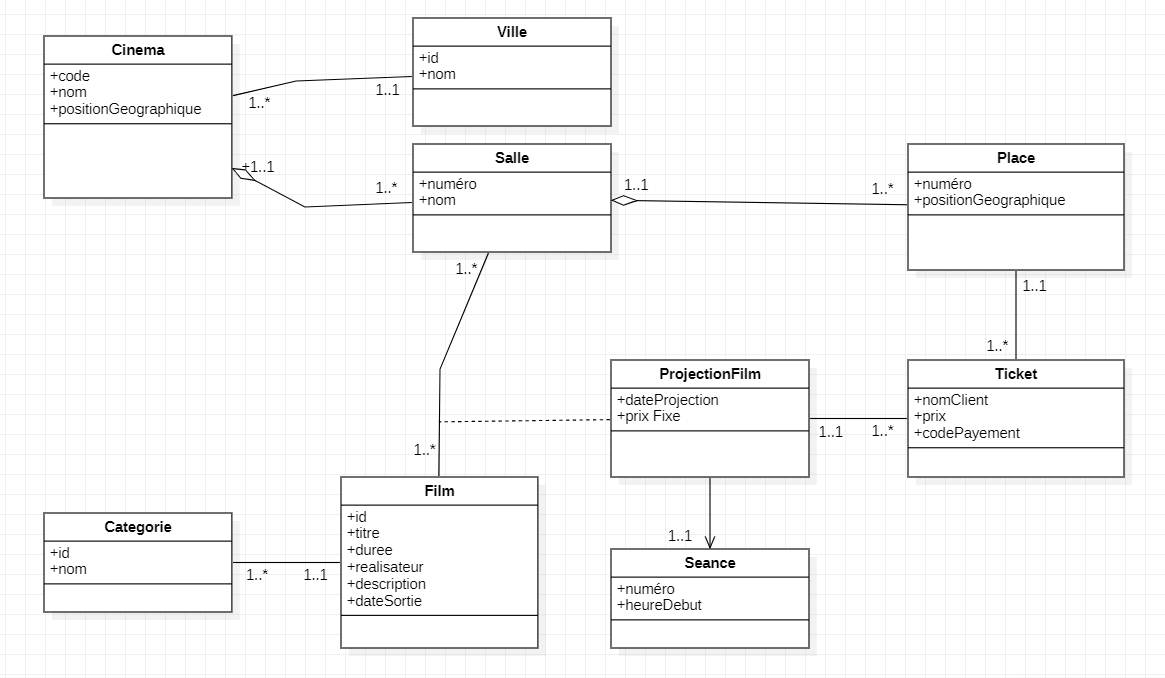 Cinema
+code
+nom
+positionGeographique
Ville
+id
+nom
1..*
1..1
Salle
+numéro
+nom
+1..1
1..*
1..1
1..*
Place
+numéro
+positionGeographique
1..*
1..1
1..*
ProjectionFilm
+dateProjection
+prix Fixe
Ticket
+nomClient
+prix
+codePayement
1..1
1..*
1..*
Film
+id
+titre
+duree
+realisateur
+description
+dateSortie
Categorie
+id
+nom
1..*
1..1
1..1
Seance
+numéro
+heureDebut